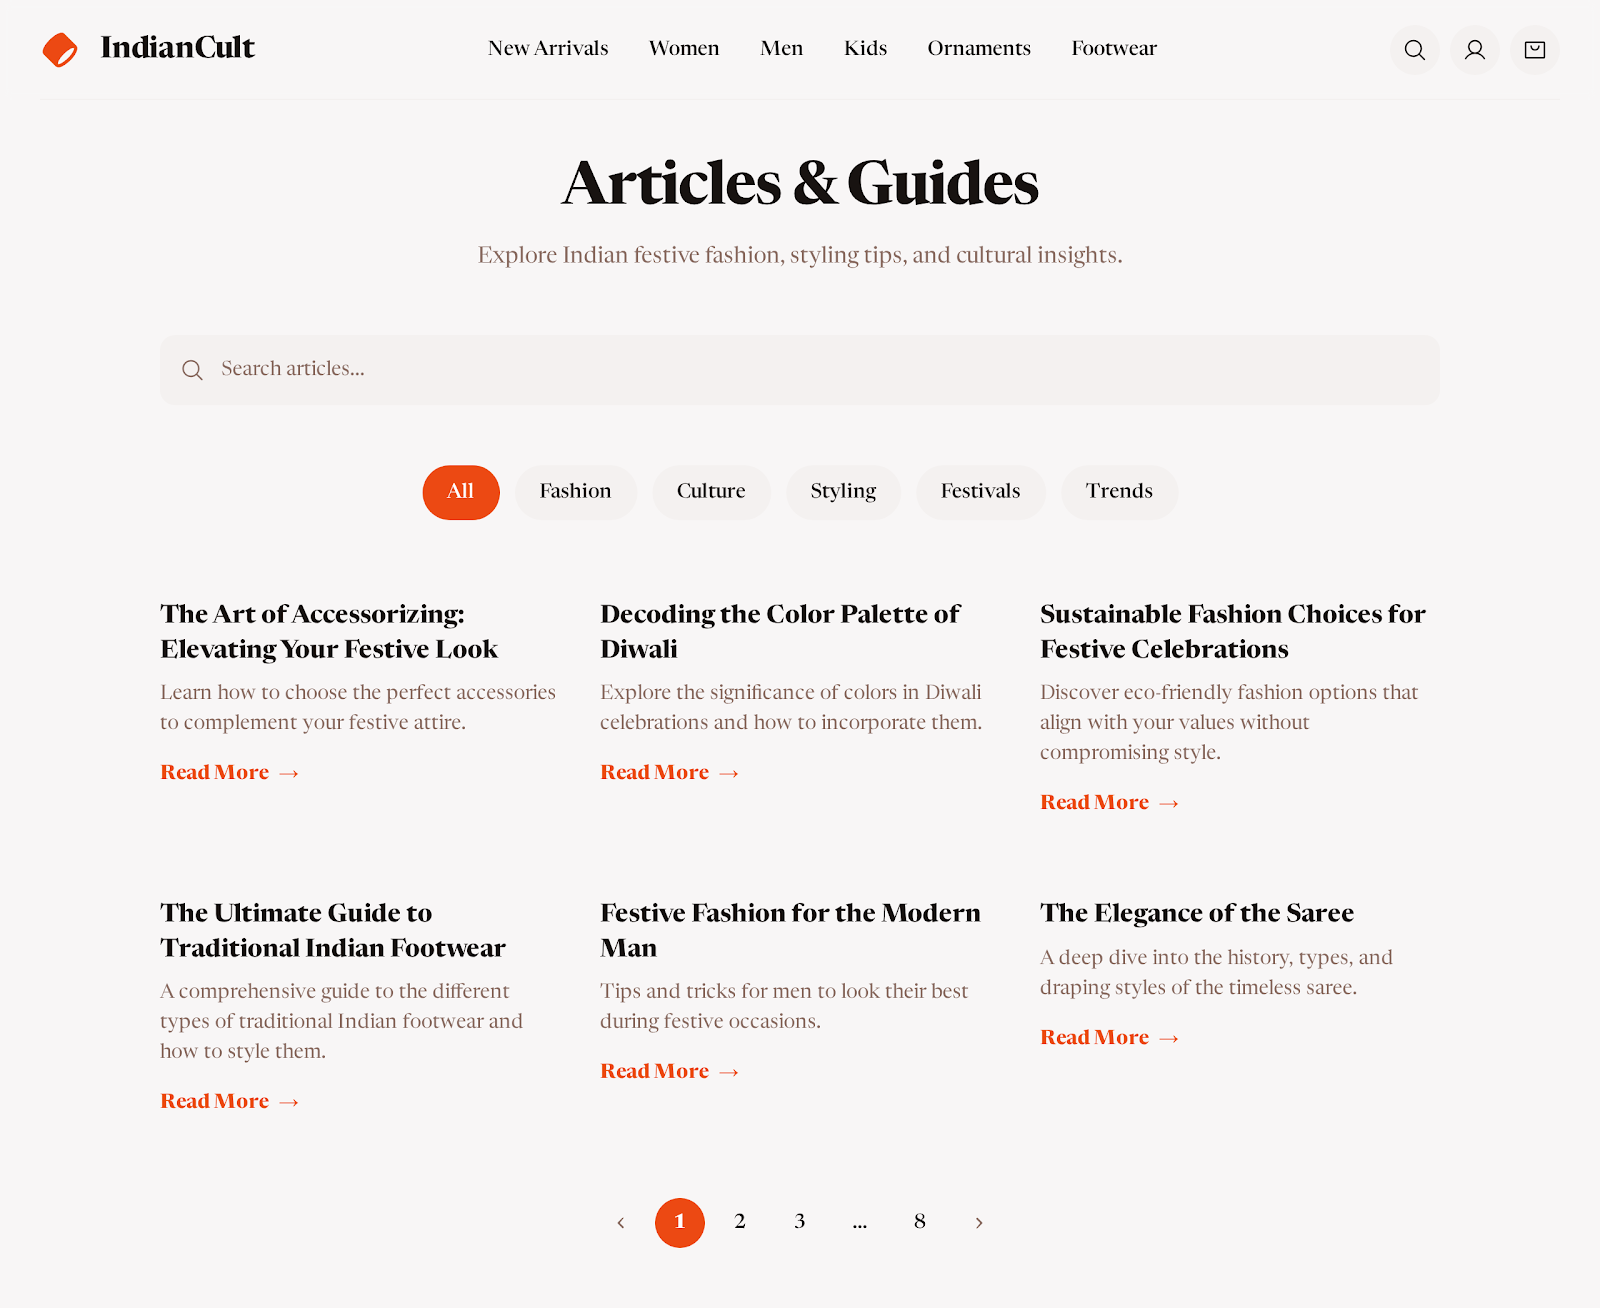 IndianCult
New Arrivals Women Men Kids Ornaments Footwear
Articles & Guides
Explore Indian festive fashion, styling tips, and cultural insights.
Search articles...
All Fashion Culture Styling Festivals Trends
The Art of Accessorizing:
Elevating Your Festive Look
Learn how to choose the perfect accessories
to complement your festive attire.
Read More →
Decoding the Color Palette of
Diwali
Explore the significance of colors in Diwali
celebrations and how to incorporate them.
Read More →
Sustainable Fashion Choices for
Festive Celebrations
Discover eco-friendly fashion options that
align with your values without
compromising style.
Read More →
The Ultimate Guide to
Traditional Indian Footwear
A comprehensive guide to the different
types of traditional Indian footwear and
how to style them.
Read More →
Festive Fashion for the Modern
Man
Tips and tricks for men to look their best
during festive occasions.
Read More →
The Elegance of the Saree
A deep dive into the history, types, and
draping styles of the timeless saree.
Read More →
‹ 1 2 3 ... 8 ›